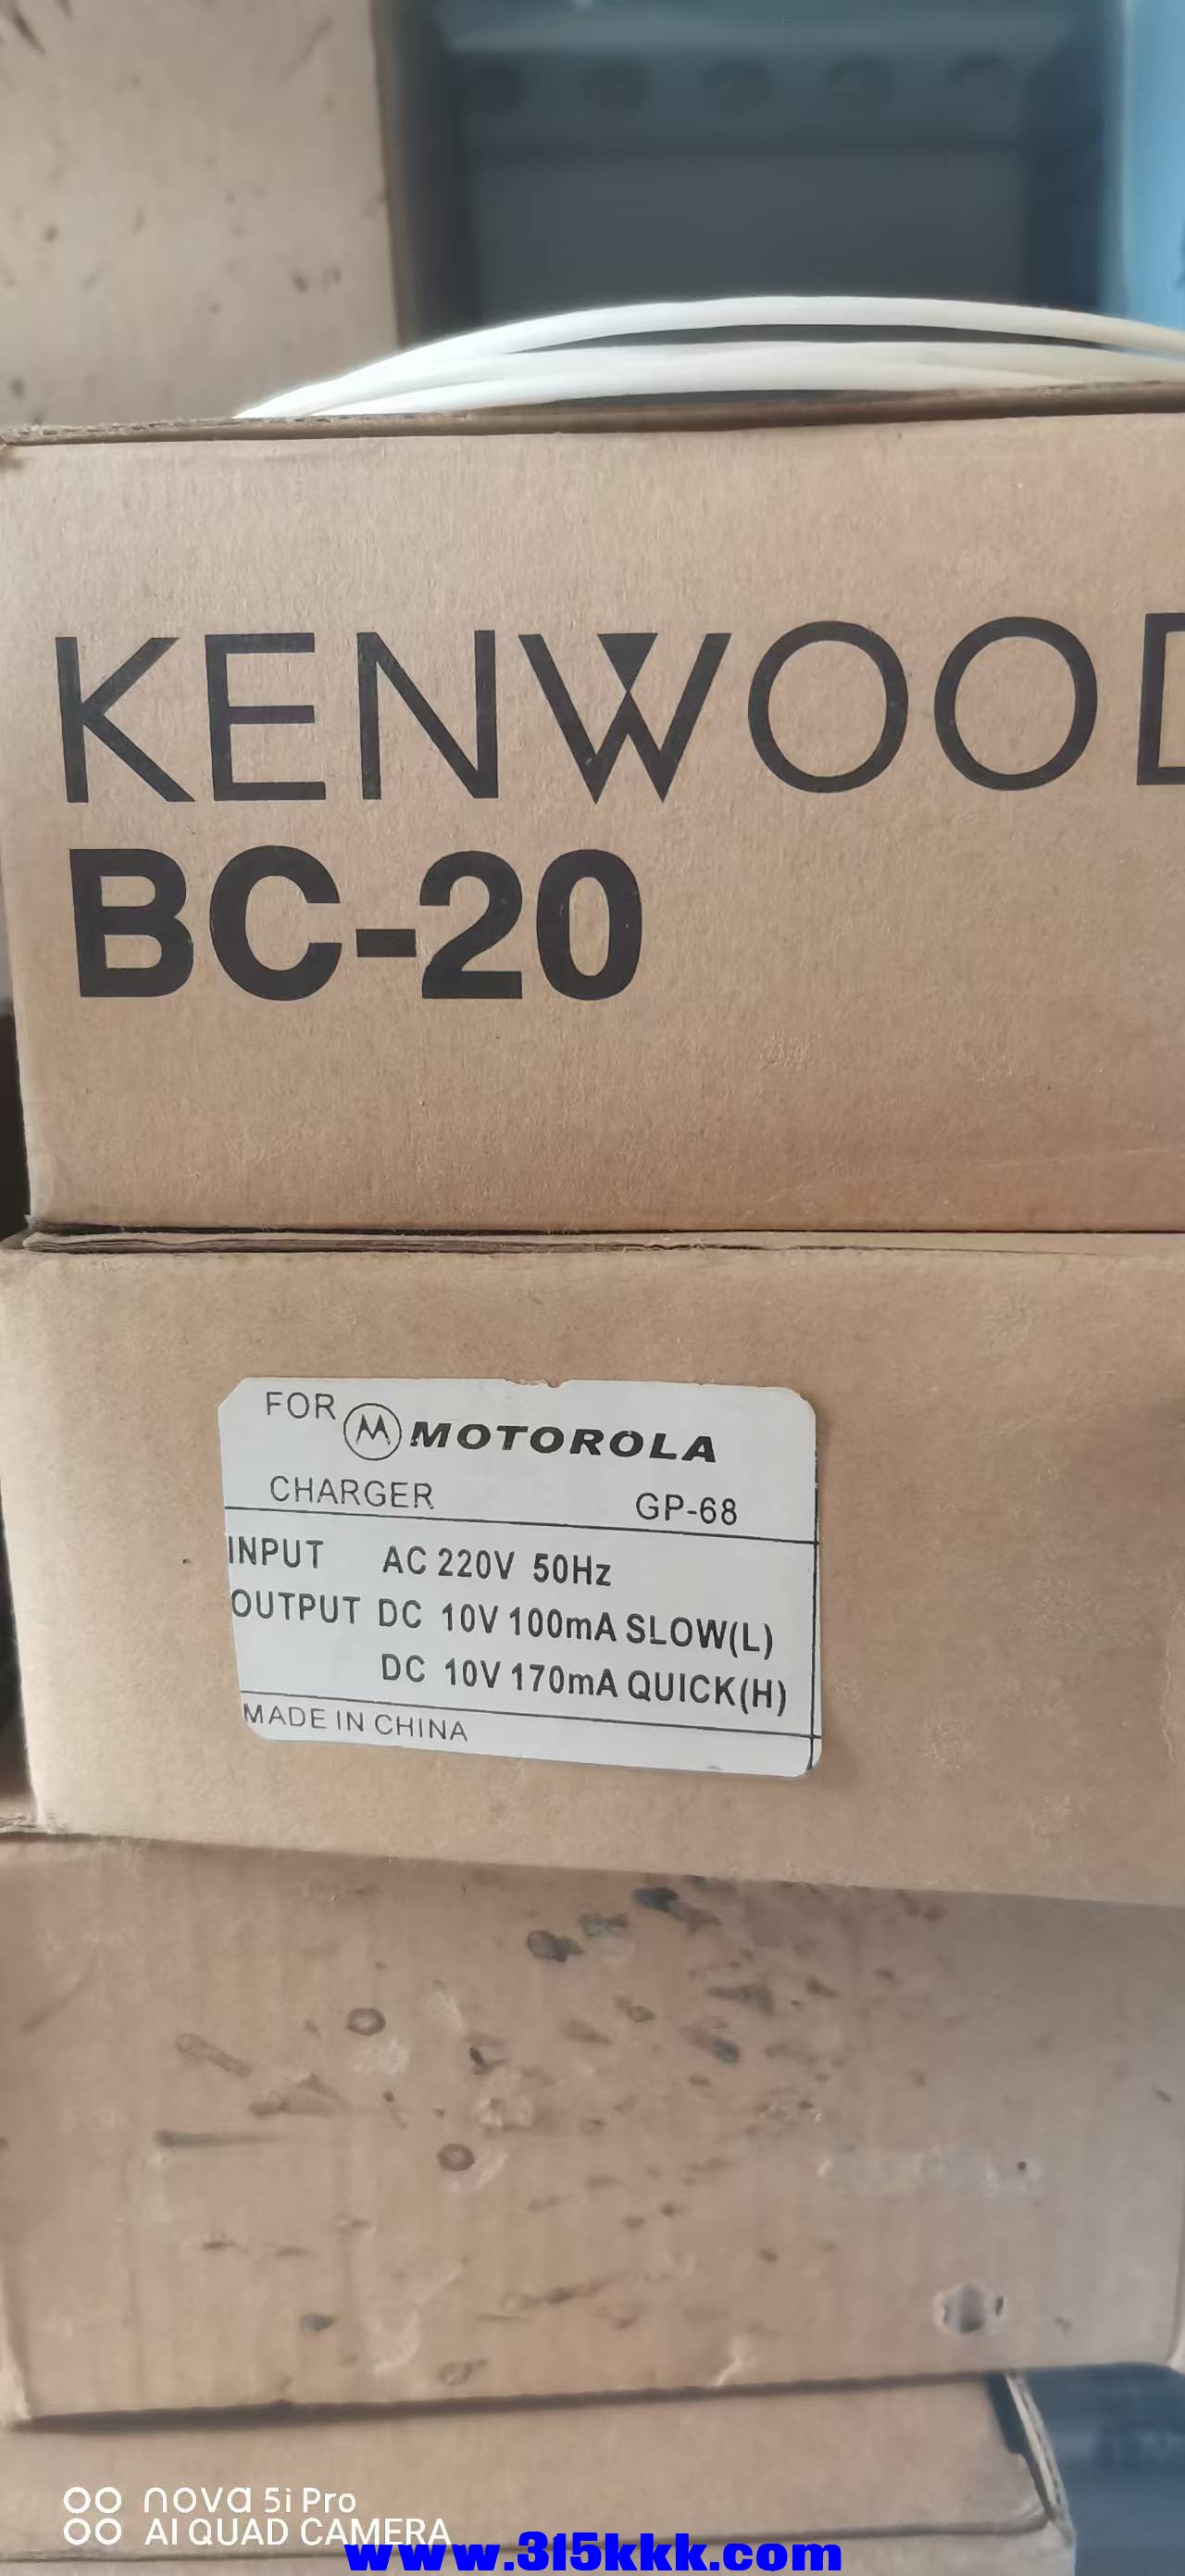 KENWOOD
BC-20
FOR MOTOROLA
CHARGER GP-68
INPUT AC 220V 50Hz
OUTPUT DC 10V 100mA SLOW(L)
DC 10V 170mA QUICK(H)
MADE IN CHINA
nova 5i Pro
AI QUAD CAMERA
www.315kkk.com